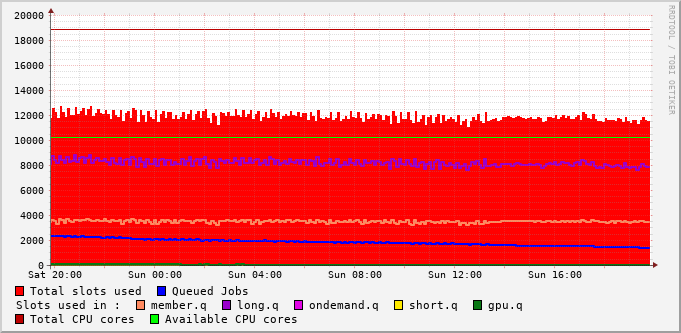 20000
18000
16000
14000
12000
10000
8000
6000
4000
2000
0
Sat 20:00 Sun 00:00 Sun 04:00 Sun 08:00 Sun 12:00 Sun 16:00
Total slots used Queued Jobs
Slots used in : member.q long.q ondemand.q short.q gpu.q
Total CPU cores Available CPU cores
RRDTOOL / TOBI OETIKER